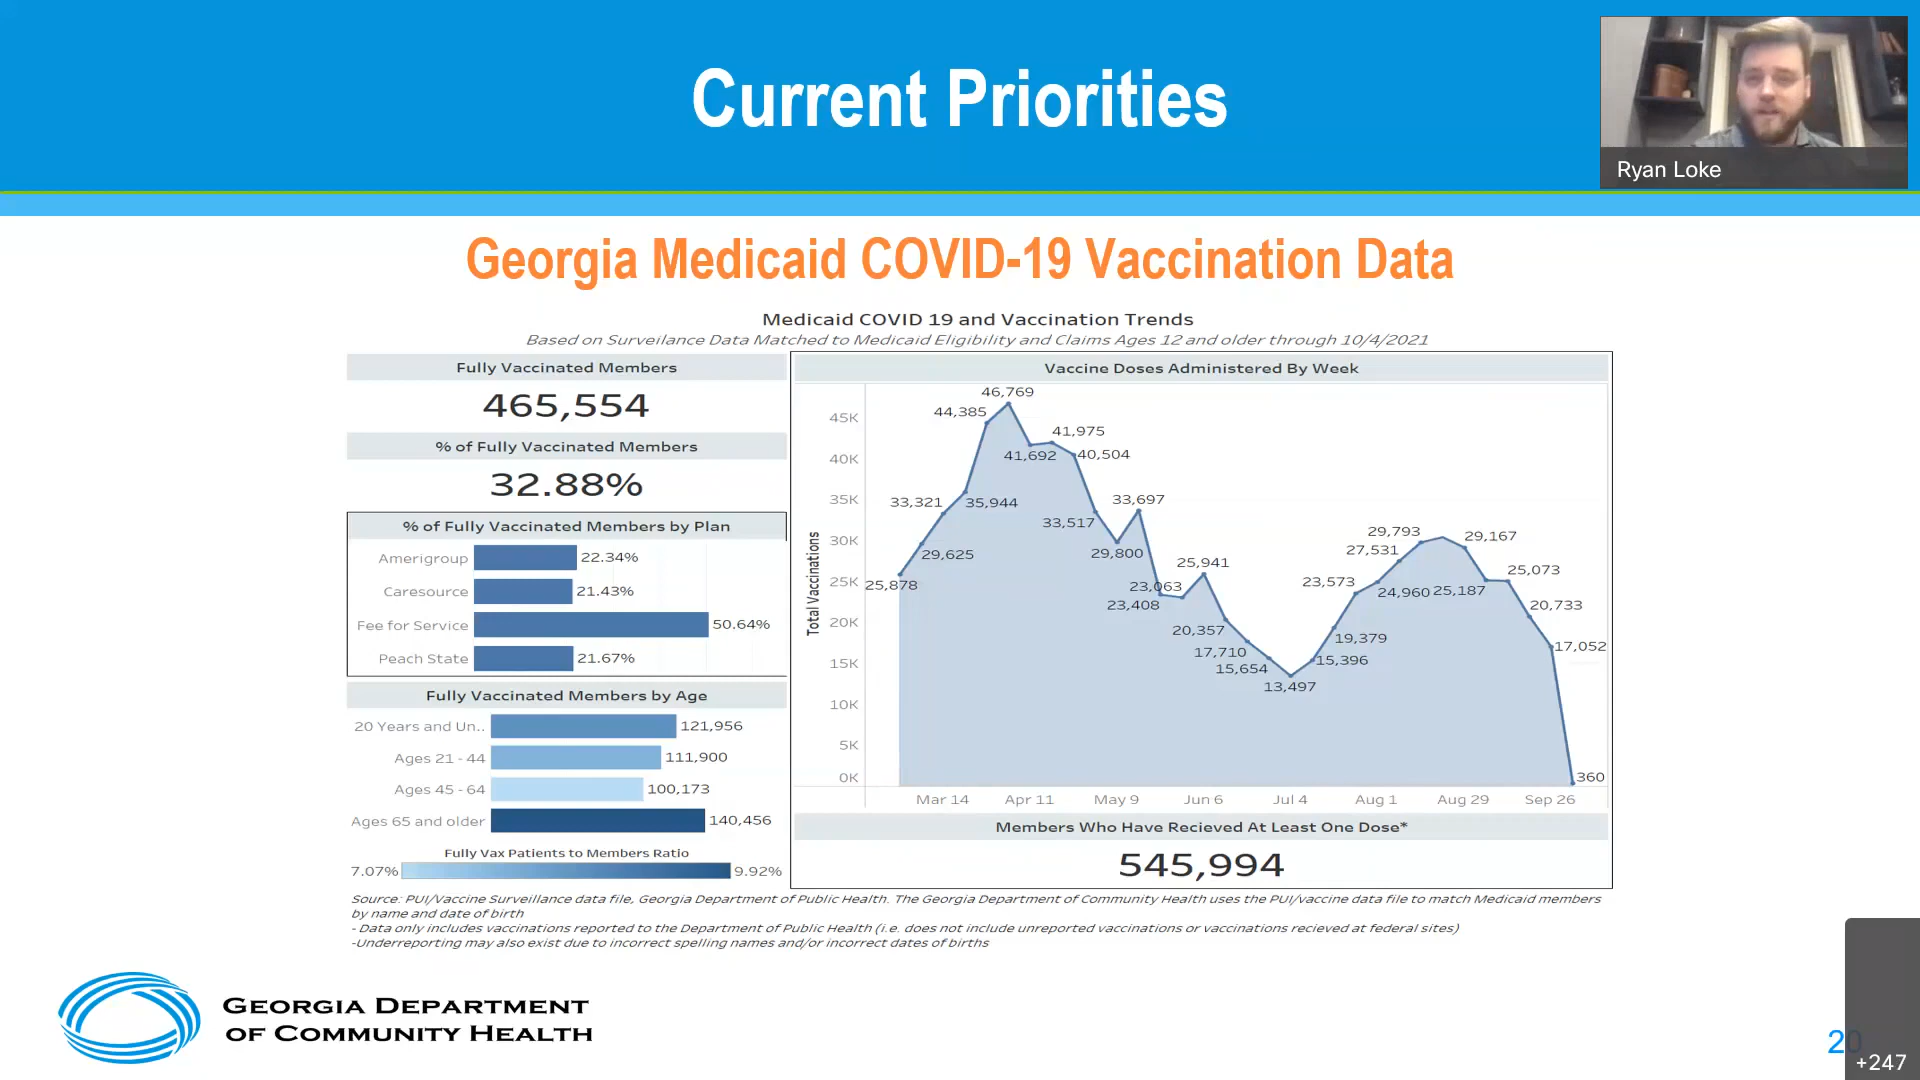 Current Priorities
Ryan Loke
Georgia Medicaid COVID-19 Vaccination Data
Medicaid COVID 19 and Vaccination Trends
Based on Surveilance Data Matched to Medicaid Eligibility and Claims Ages 12 and older through 10/4/2021
Fully Vaccinated Members
465,554
% of Fully Vaccinated Members
32.88%
% of Fully Vaccinated Members by Plan
Amerigroup 22.34%
Caresource 21.43%
Fee for Service 50.64%
Peach State 21.67%
Fully Vaccinated Members by Age
20 Years and Un.. 121,956
Ages 21 - 44 111,900
Ages 45 - 64 100,173
Ages 65 and older 140,456
Fully Vax Patients to Members Ratio
7.07% 9.92%
Vaccine Doses Administered By Week
Total Vaccinations
45K
40K
35K
30K
25K
20K
15K
10K
5K
0K
25,878
29,625
33,321
35,944
44,385
46,769
41,692
41,975
40,504
33,517
29,800
33,697
23,063
23,408
25,941
20,357
17,710
15,654
13,497
15,396
19,379
23,573
24,960
27,531
29,793
29,167
25,187
25,073
20,733
17,052
360
Mar 14 Apr 11 May 9 Jun 6 Jul 4 Aug 1 Aug 29 Sep 26
Members Who Have Recieved At Least One Dose*
545,994
Source: PUI/Vaccine Surveillance data file, Georgia Department of Public Health. The Georgia Department of Community Health uses the PUI/vaccine data file to match Medicaid members
by name and date of birth
- Data only includes vaccinations reported to the Department of Public Health (i.e. does not include unreported vaccinations or vaccinations recieved at federal sites)
-Underreporting may also exist due to incorrect spelling names and/or incorrect dates of births
GEORGIA DEPARTMENT
OF COMMUNITY HEALTH
20
+247